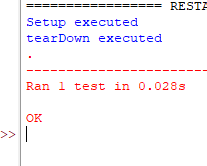 ================= RESTA
Setup executed
tearDown executed
.
------------------------
Ran 1 test in 0.028s
OK
>>